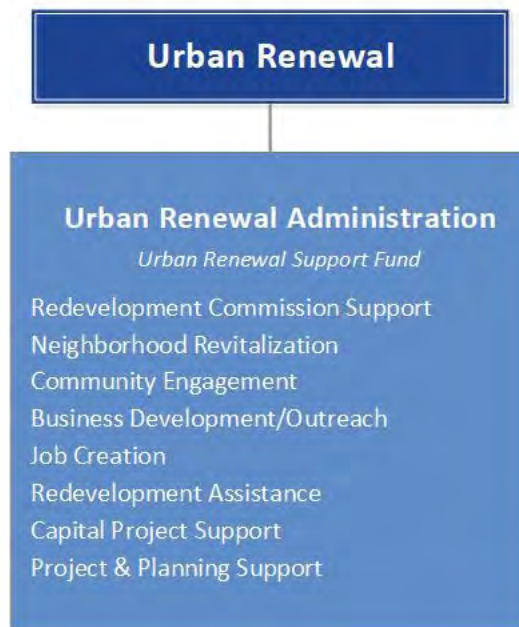 Urban Renewal
Urban Renewal Administration
Urban Renewal Support Fund
Redevelopment Commission Support
Neighborhood Revitalization
Community Engagement
Business Development/Outreach
Job Creation
Redevelopment Assistance
Capital Project Support
Project & Planning Support